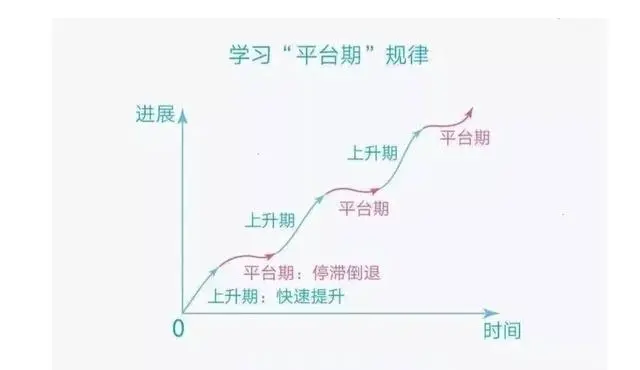 学习“平台期”规律
进展
平台期
上升期
平台期
上升期
平台期：停滞倒退
上升期：快速提升
0
时间